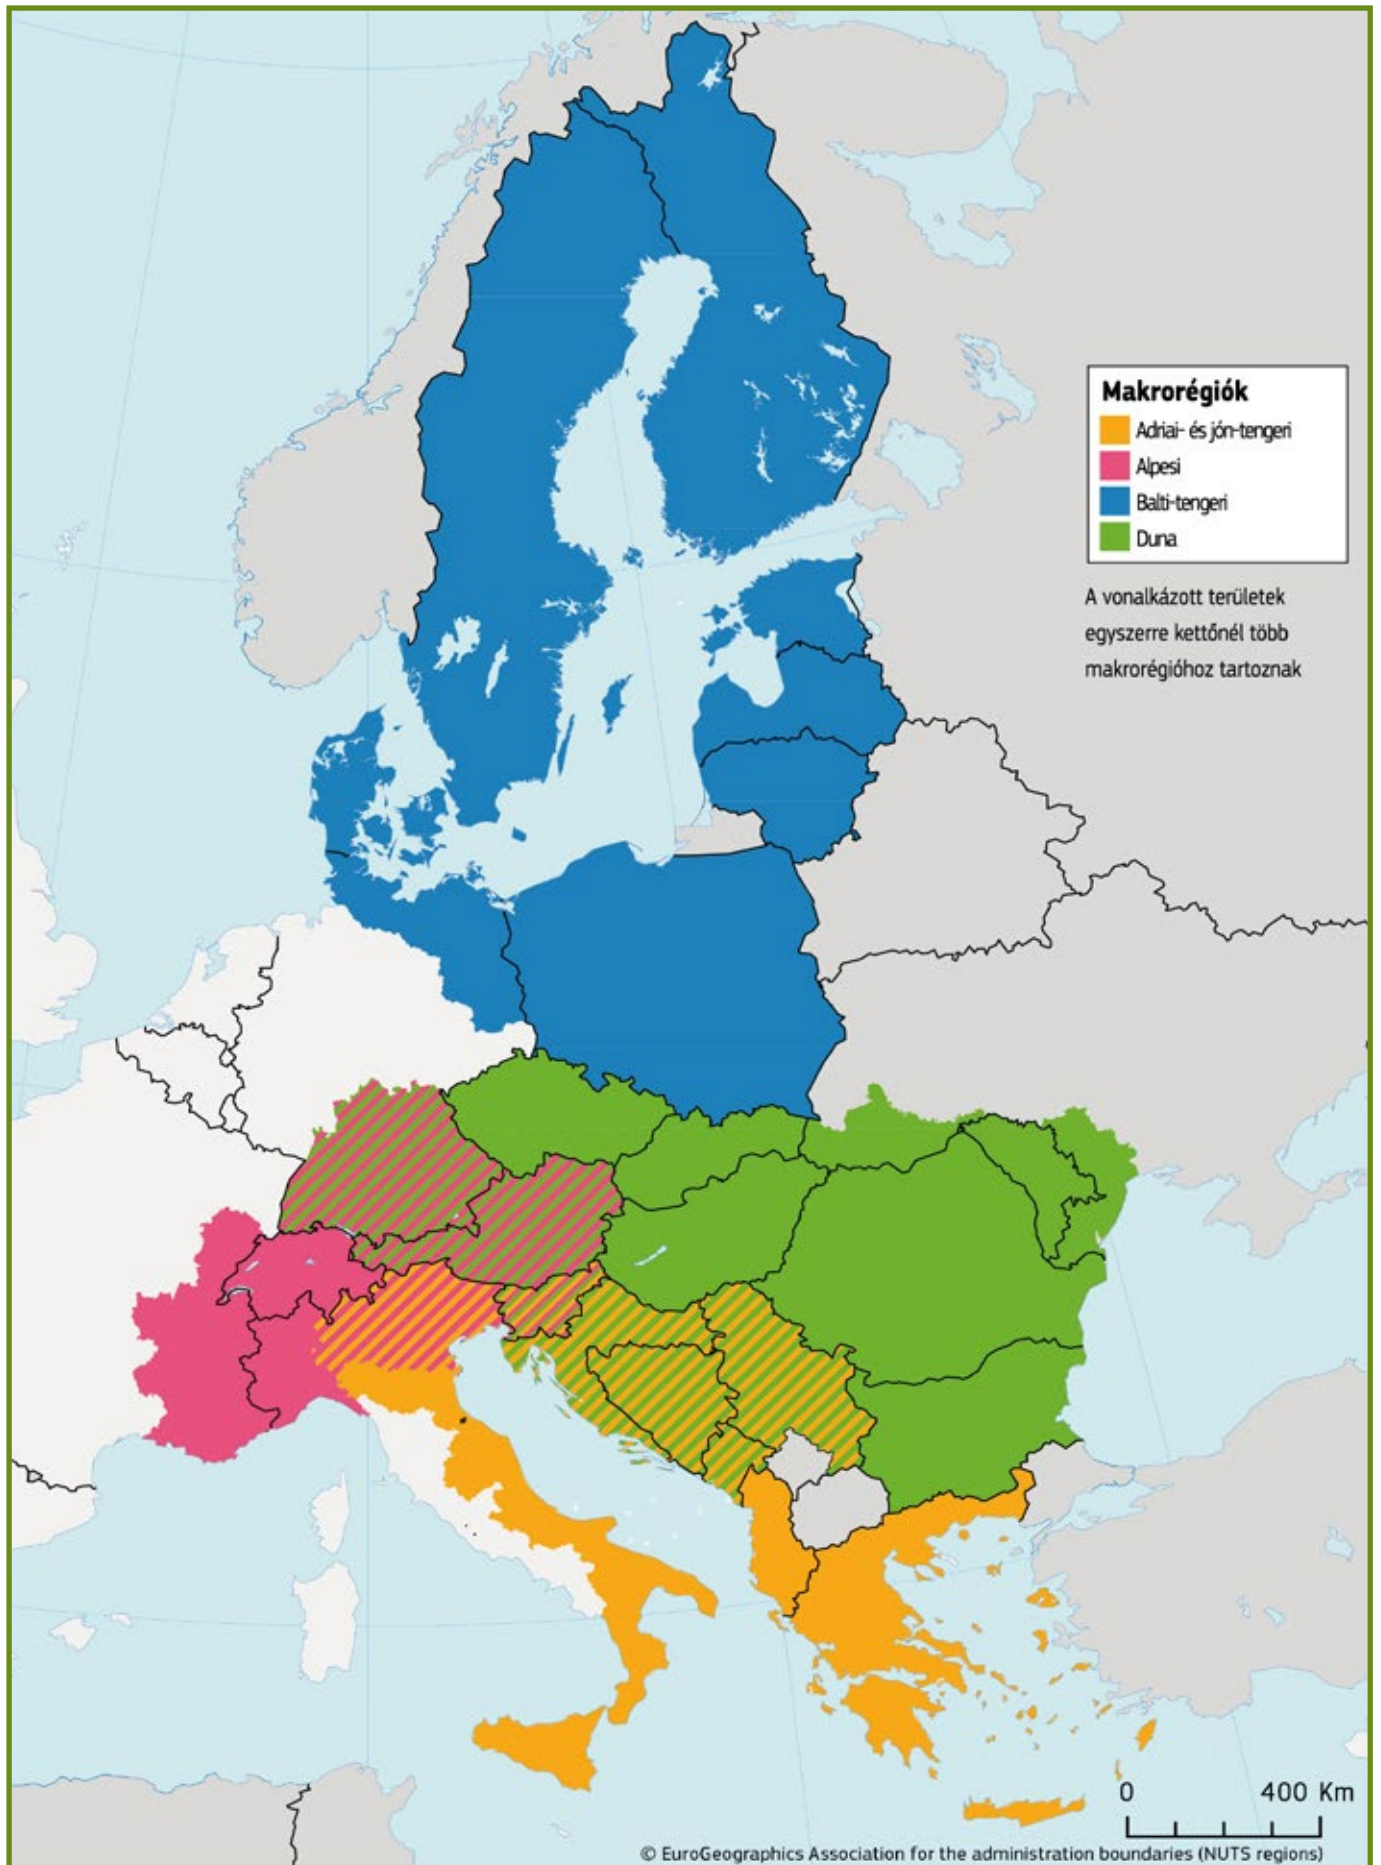 Makrorégiók
Adriai- és jón-tengeri
Alpesi
Balti-tengeri
Duna
A vonalkázott területek
egyszerre kettőnél több
makrorégióhoz tartoznak
0 400 Km
© EuroGeographics Association for the administration boundaries (NUTS regions)